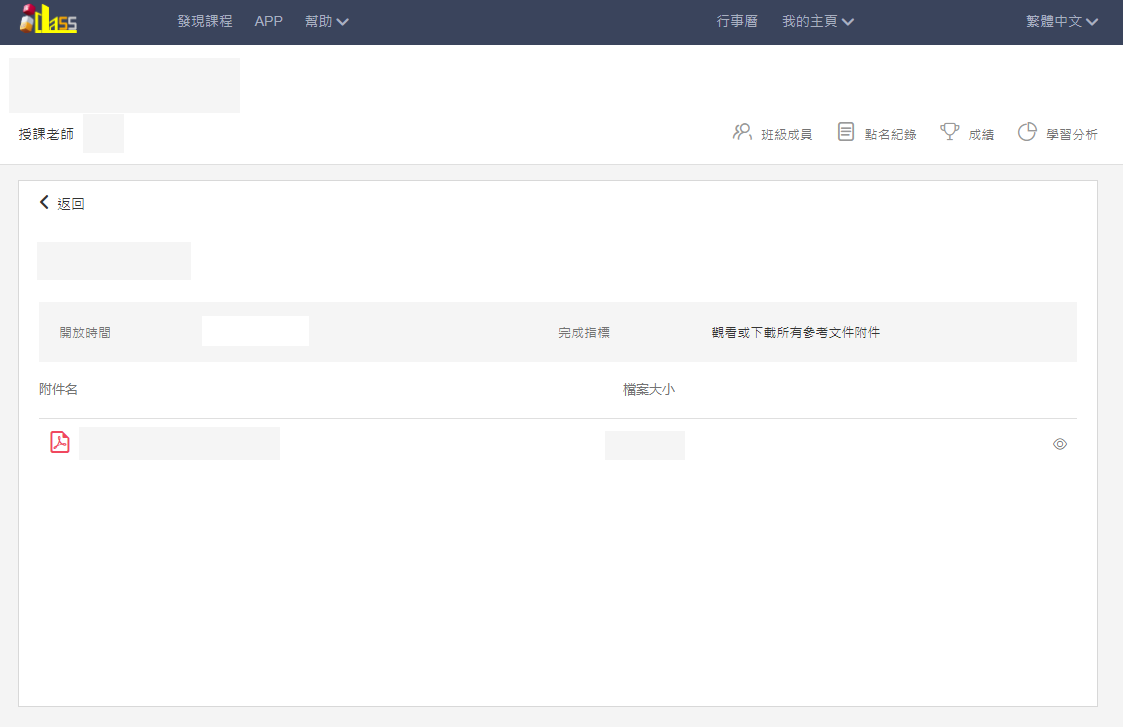 iClass 發現課程 APP 幫助 行事曆 我的主頁 繁體中文
授課老師 班級成員 點名紀錄 成績 學習分析
返回
開放時間 完成指標 觀看或下載所有參考文件附件
附件名 檔案大小